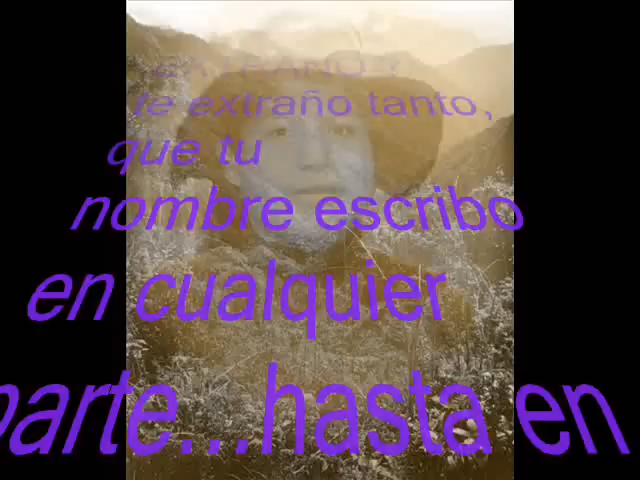 te extraño tanto,
que tu
nombre escribo
en cualquier
parte...hasta en